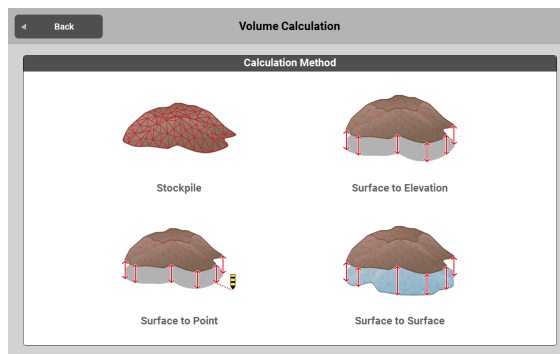 Back
Volume Calculation
Calculation Method
Stockpile
Surface to Elevation
Surface to Point
Surface to Surface